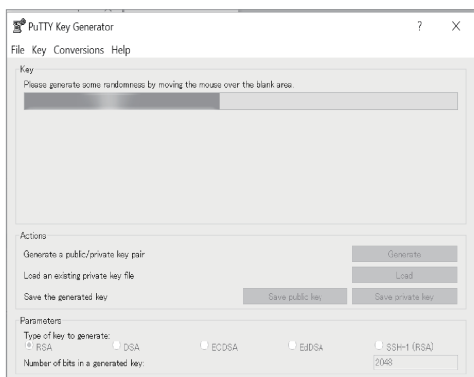 PuTTY Key Generator ? X
File Key Conversions Help
Key
Please generate some randomness by moving the mouse over the blank area.
Actions
Generate a public/private key pair Generate
Load an existing private key file Load
Save the generated key Save public key Save private key
Parameters
Type of key to generate:
RSA DSA ECDSA EdDSA SSH-1 (RSA)
Number of bits in a generated key: 2048